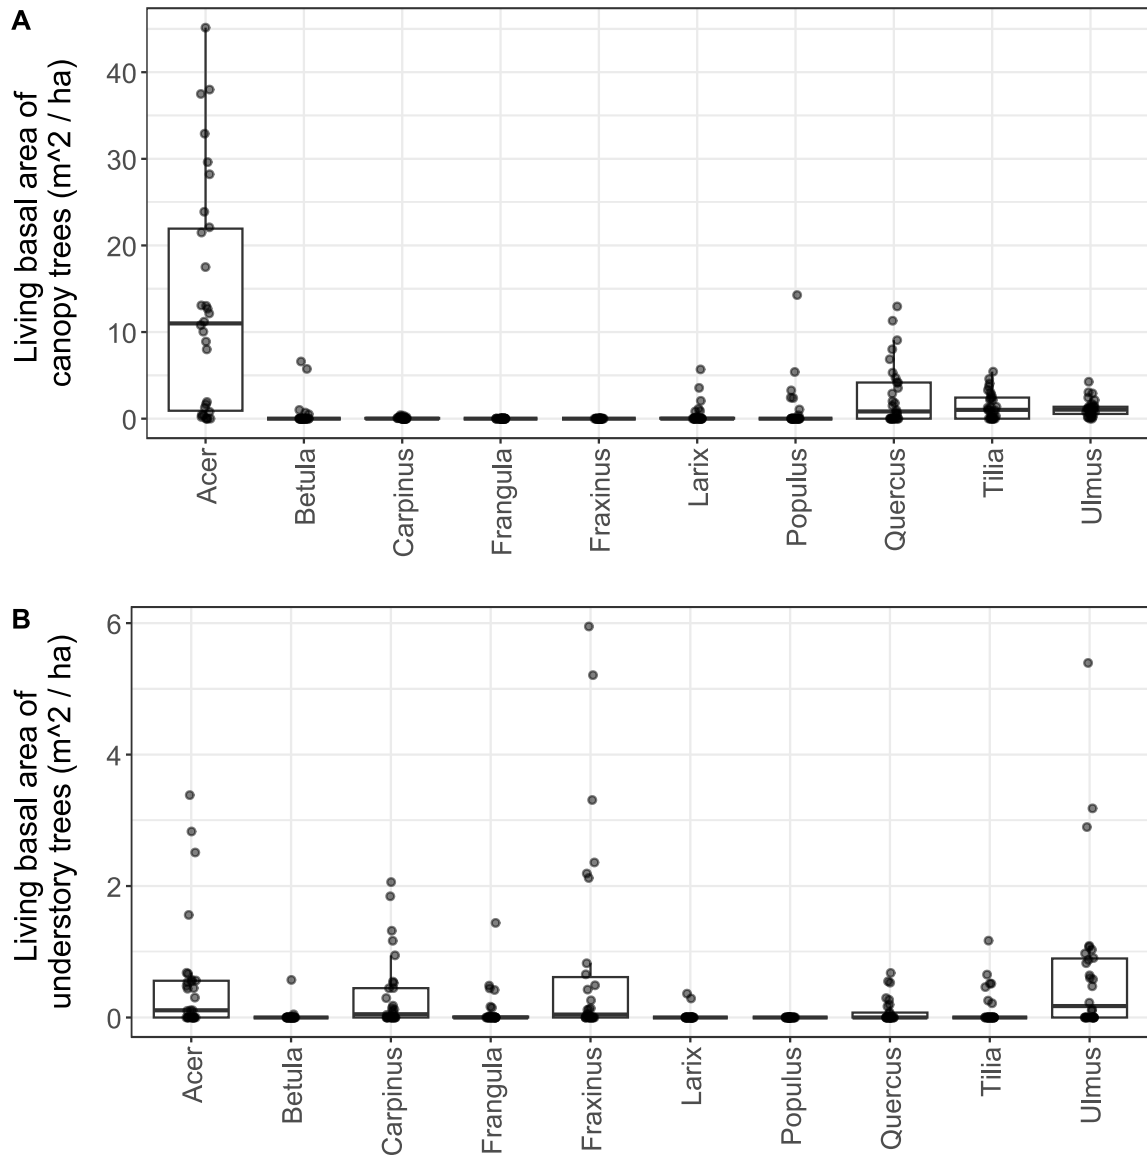 A
Living basal area of
canopy trees (m^2 / ha)
40
30
20
10
0
Acer
Betula
Carpinus
Frangula
Fraxinus
Larix
Populus
Quercus
Tilia
Ulmus
B
Living basal area of
understory trees (m^2 / ha)
6
4
2
0
Acer
Betula
Carpinus
Frangula
Fraxinus
Larix
Populus
Quercus
Tilia
Ulmus